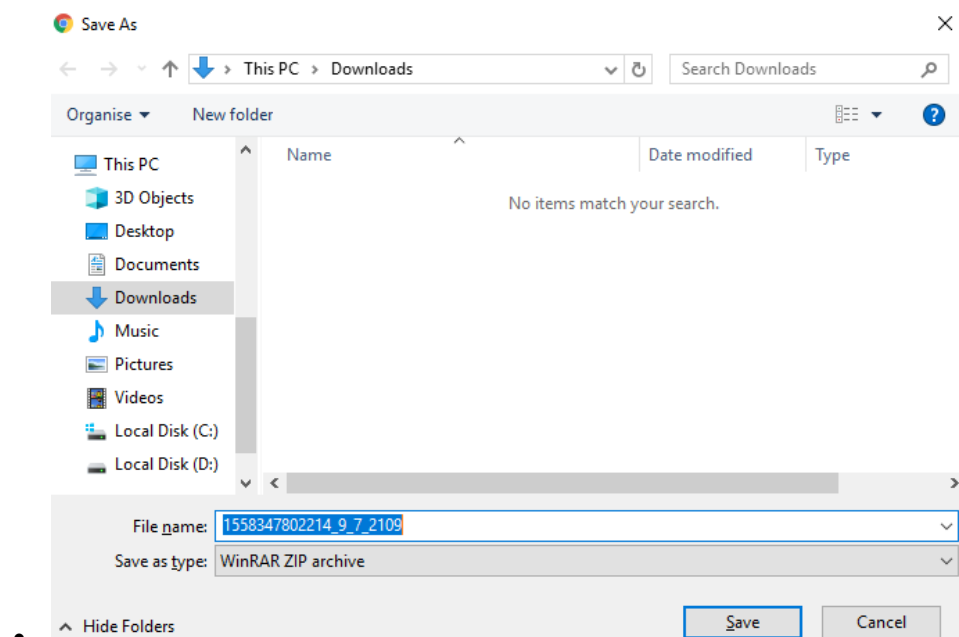 Save As
This PC > Downloads
Search Downloads
Organise
New folder
This PC
3D Objects
Desktop
Documents
Downloads
Music
Pictures
Videos
Local Disk (C:)
Local Disk (D:)
Name Date modified Type
No items match your search.
File name: 1558347802214_9_7_2109
Save as type: WinRAR ZIP archive
Hide Folders
Save
Cancel